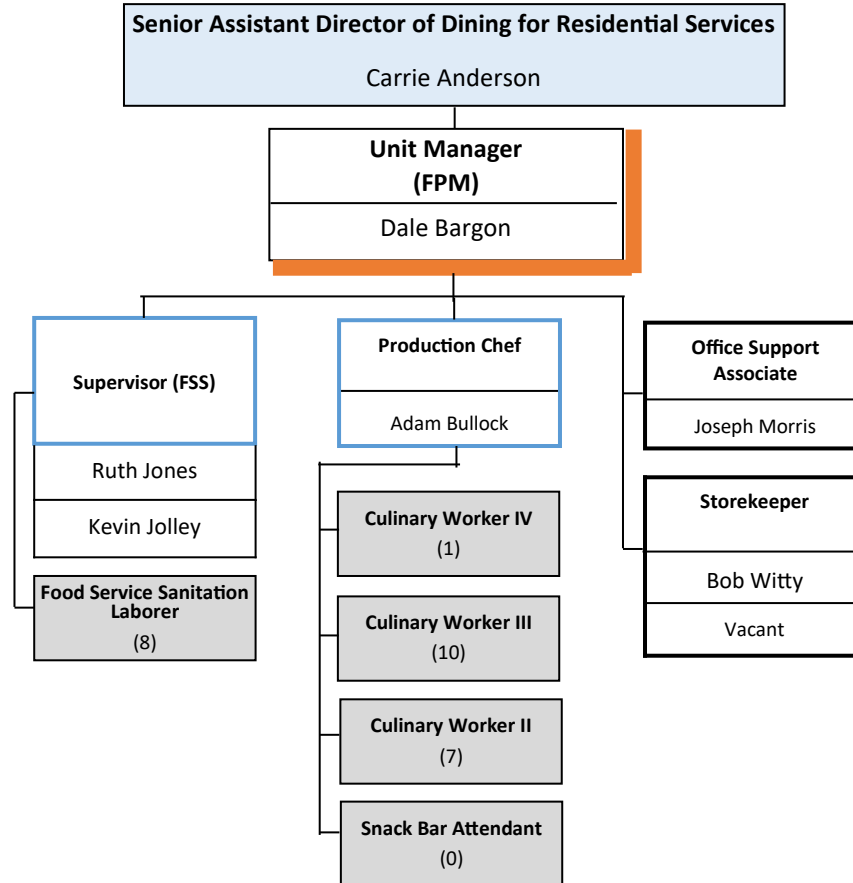 Senior Assistant Director of Dining for Residential Services
Carrie Anderson
Unit Manager
(FPM)
Dale Bargon
Supervisor (FSS)
Ruth Jones
Kevin Jolley
Food Service Sanitation
Laborer
(8)
Production Chef
Adam Bullock
Culinary Worker IV
(1)
Culinary Worker III
(10)
Culinary Worker II
(7)
Snack Bar Attendant
(0)
Office Support
Associate
Joseph Morris
Storekeeper
Bob Witty
Vacant